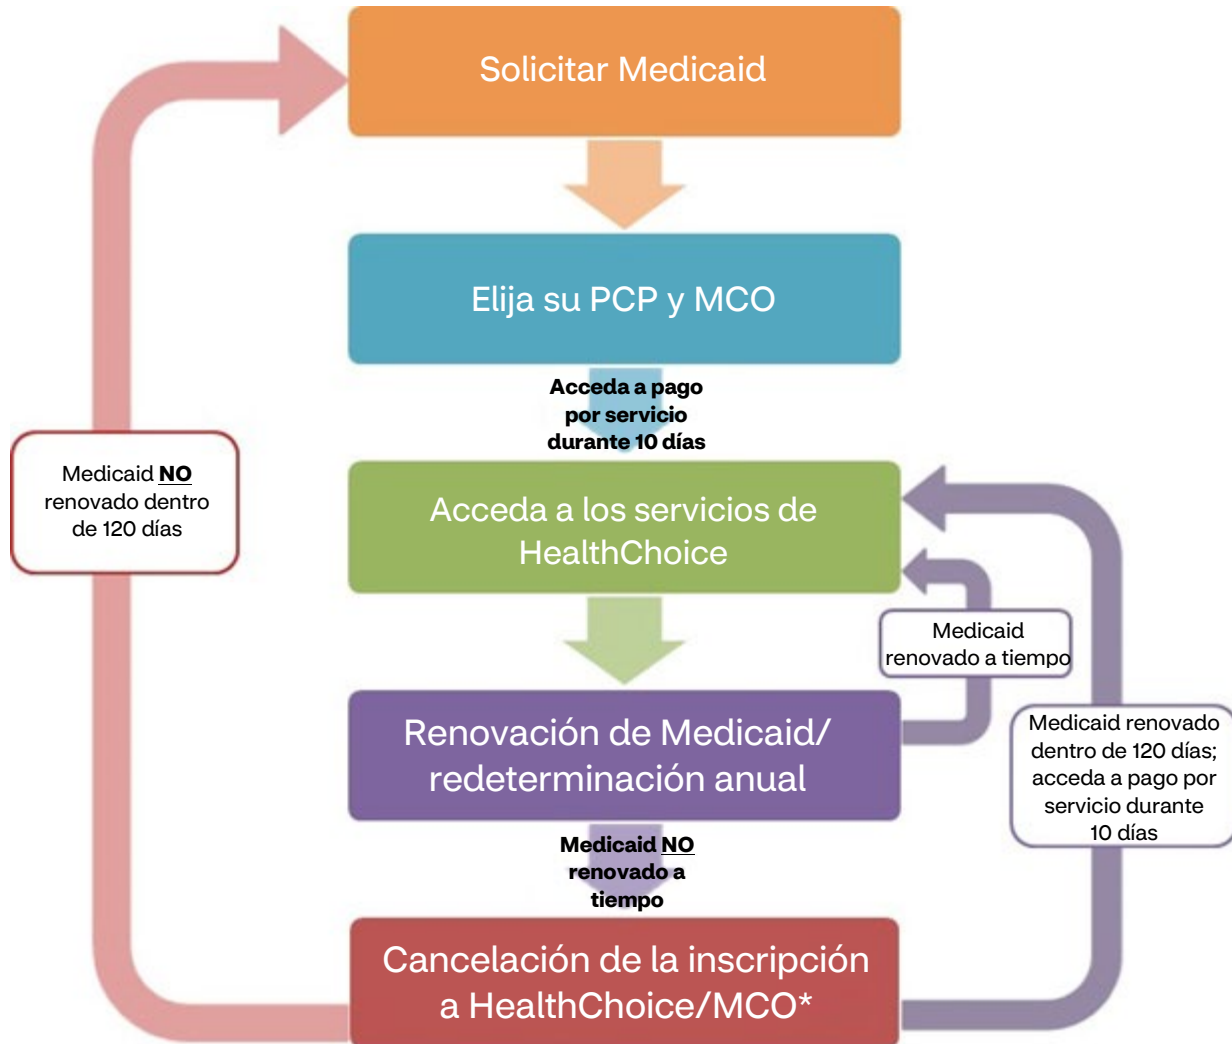 Solicitar Medicaid
Elija su PCP y MCO
Acceda a pago
por servicio
durante 10 días
Acceda a los servicios de
HealthChoice
Medicaid NO
renovado dentro
de 120 días
Medicaid
renovado a tiempo
Renovación de Medicaid/
redeterminación anual
Medicaid renovado
dentro de 120 días;
acceda a pago por
servicio durante
10 días
Medicaid NO
renovado a
tiempo
Cancelación de la inscripción
a HealthChoice/MCO*